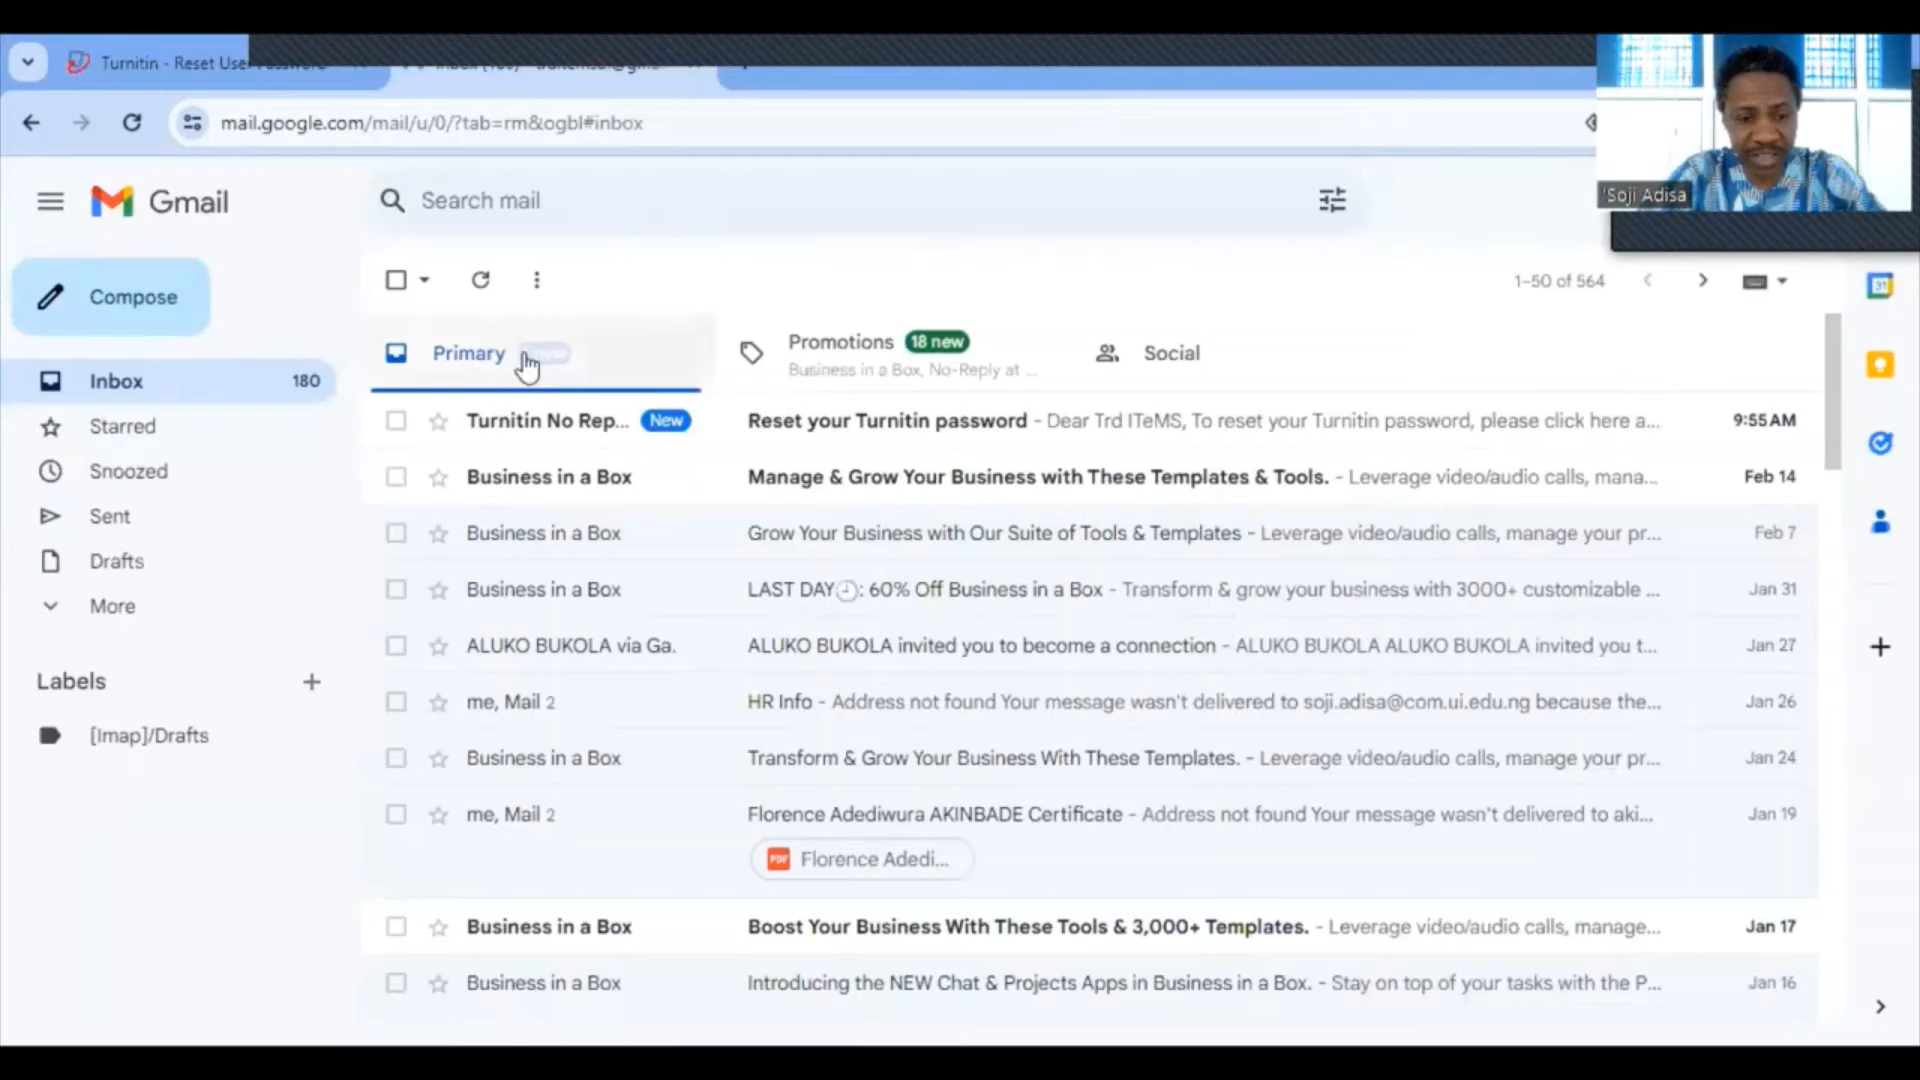 Turnitin - Reset User Password
mail.google.com/mail/u/0/?tab=rm&ogbl#inbox
'Soji Adisa
Gmail
Search mail
Compose
1–50 of 564
31
Primary
Promotions 18 new
Business in a Box, No-Reply at ...
Social
Inbox 180
Starred
Snoozed
Sent
Drafts
More
Labels
[Imap]/Drafts
Turnitin No Rep... New Reset your Turnitin password - Dear Trd ITeMS, To reset your Turnitin password, please click here a... 9:55 AM
Business in a Box Manage & Grow Your Business with These Templates & Tools. - Leverage video/audio calls, mana... Feb 14
Business in a Box Grow Your Business with Our Suite of Tools & Templates - Leverage video/audio calls, manage your pr... Feb 7
Business in a Box LAST DAY🕘: 60% Off Business in a Box - Transform & grow your business with 3000+ customizable ... Jan 31
ALUKO BUKOLA via Ga. ALUKO BUKOLA invited you to become a connection - ALUKO BUKOLA ALUKO BUKOLA invited you t... Jan 27
me, Mail 2 HR Info - Address not found Your message wasn't delivered to soji.adisa@com.ui.edu.ng because the... Jan 26
Business in a Box Transform & Grow Your Business With These Templates. - Leverage video/audio calls, manage your pr... Jan 24
me, Mail 2 Florence Adediwura AKINBADE Certificate - Address not found Your message wasn't delivered to aki... Jan 19
PDF Florence Adedi...
Business in a Box Boost Your Business With These Tools & 3,000+ Templates. - Leverage video/audio calls, manage... Jan 17
Business in a Box Introducing the NEW Chat & Projects Apps in Business in a Box. - Stay on top of your tasks with the P... Jan 16